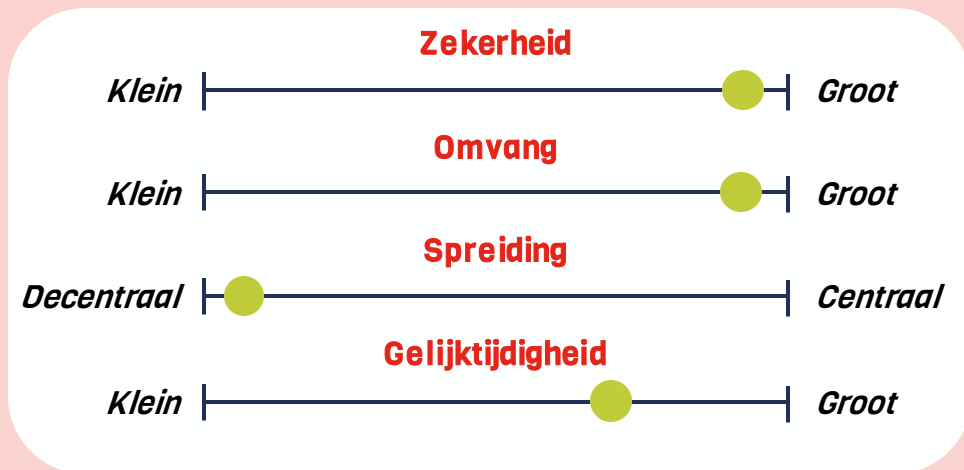 Zekerheid
Klein Groot
Omvang
Klein Groot
Spreiding
Decentraal Centraal
Gelijktijdigheid
Klein Groot